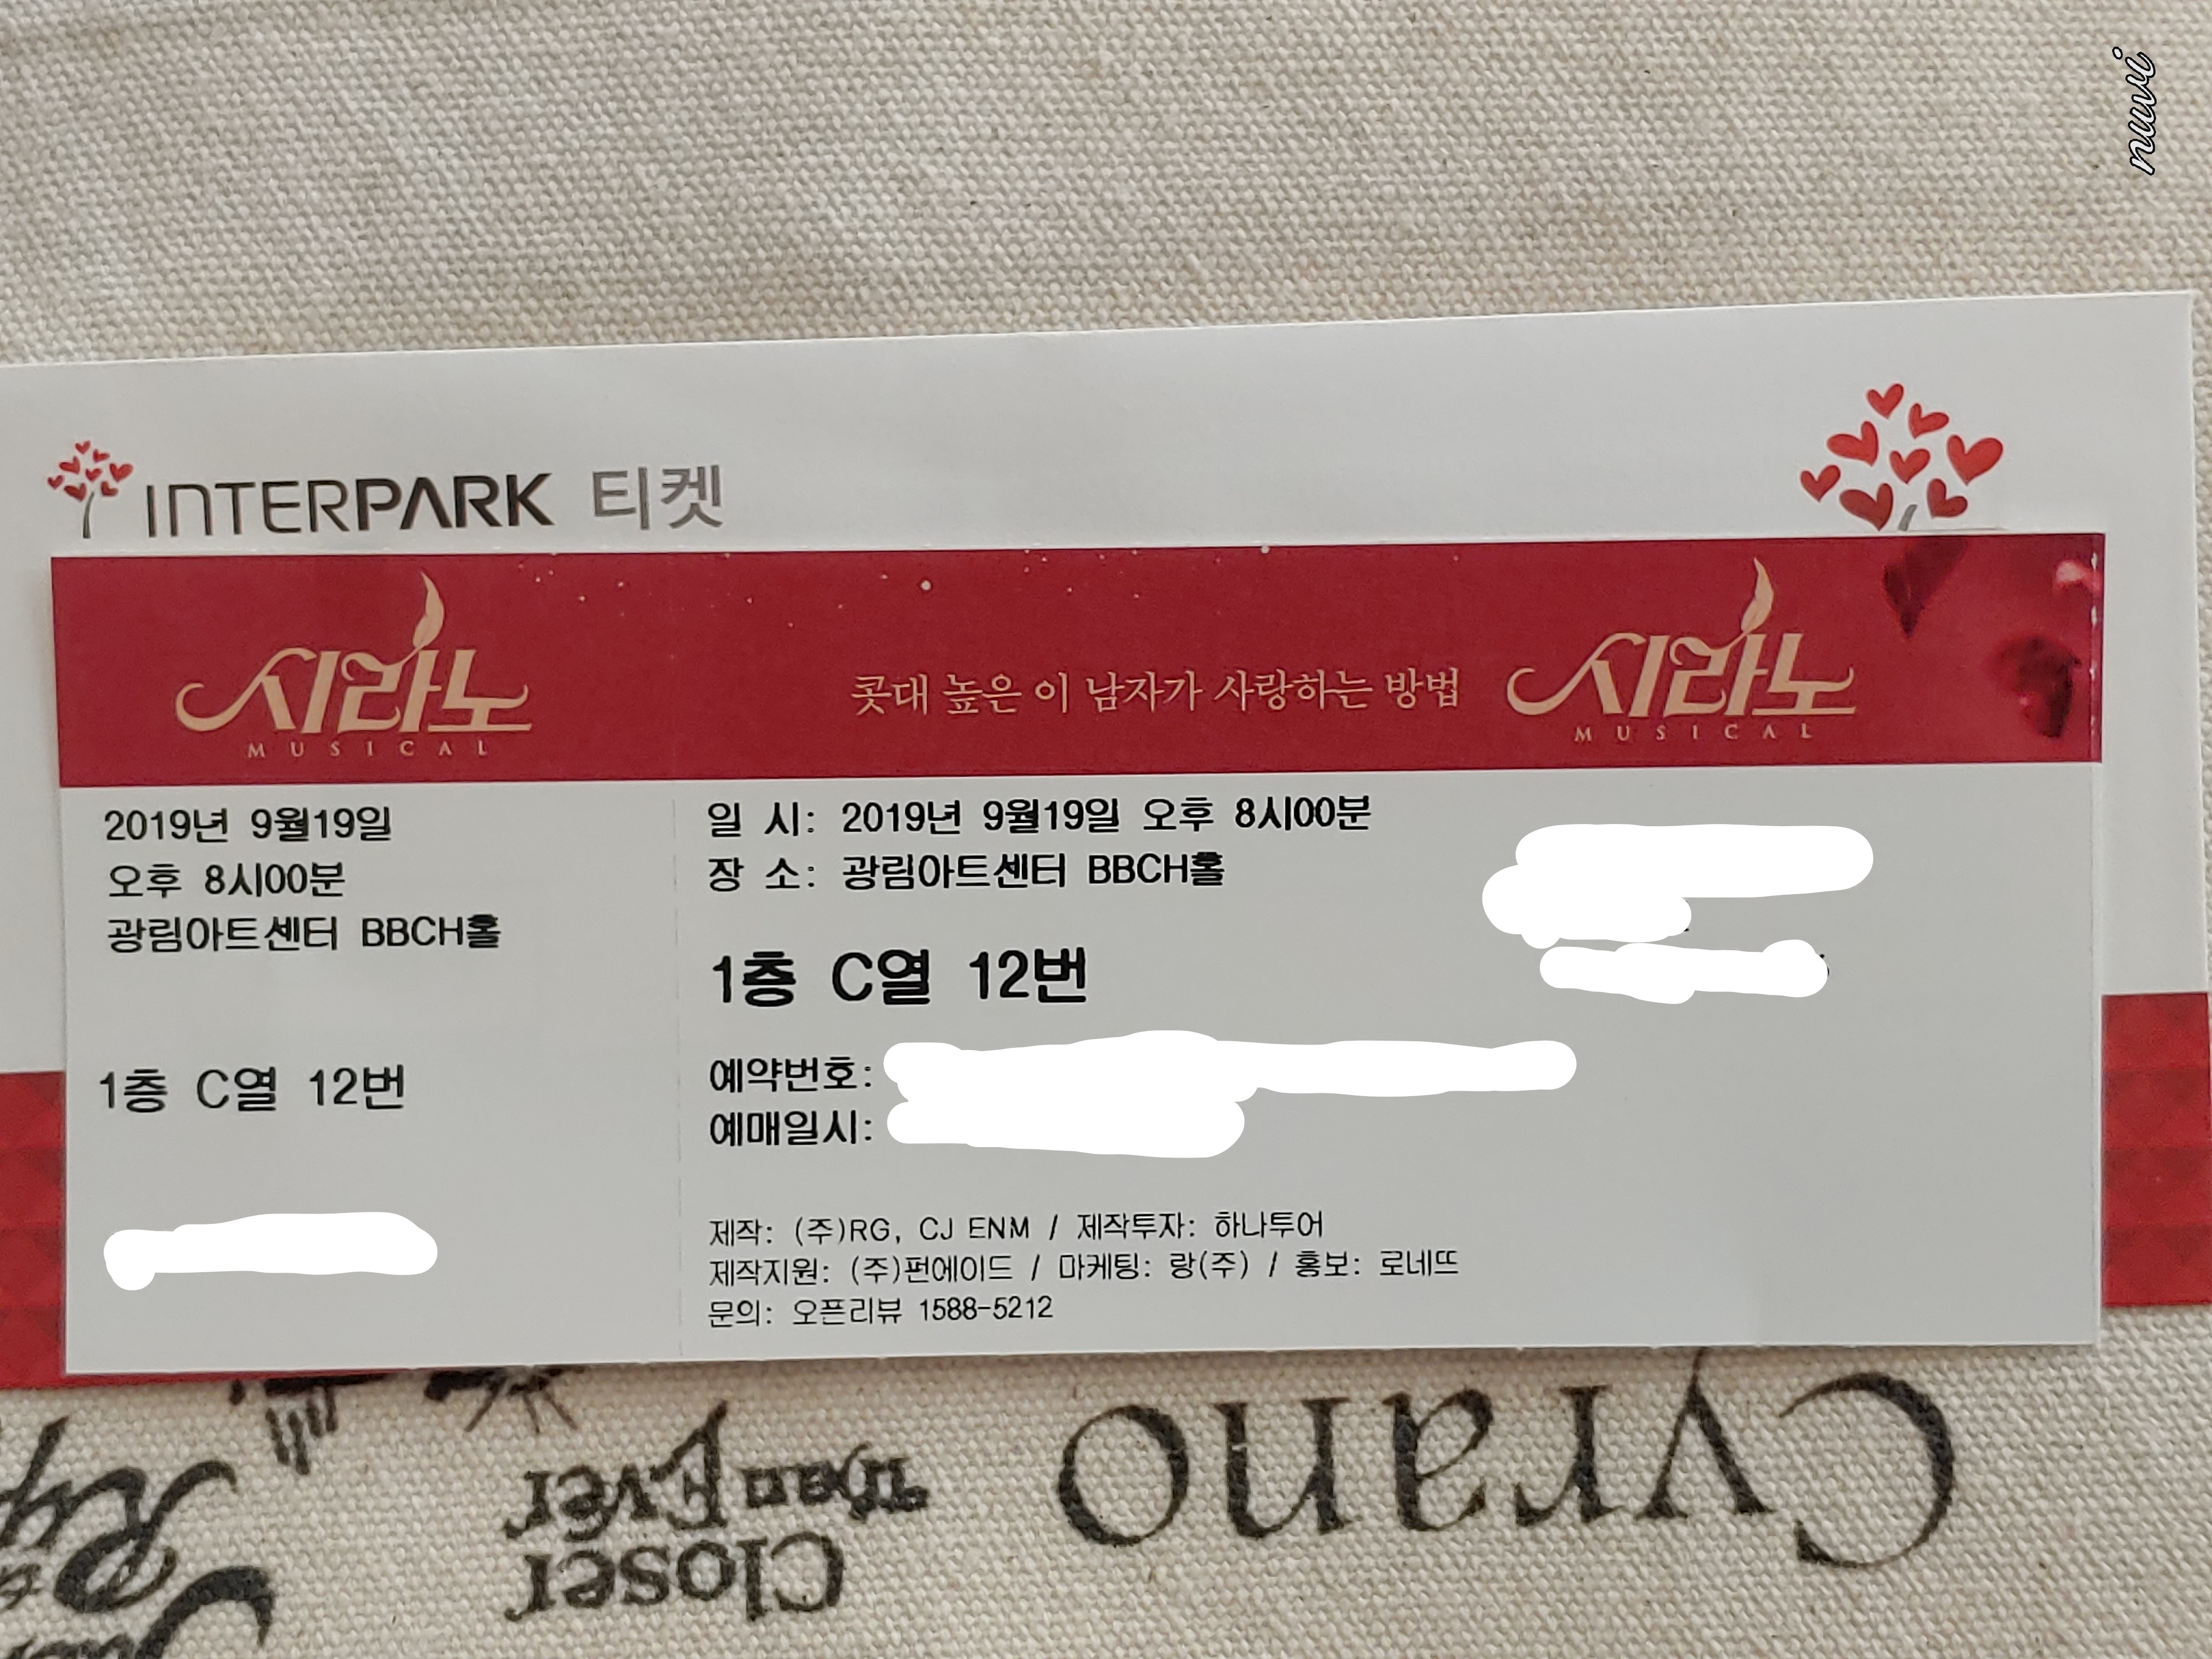 nuvi
INTERPARK 티켓
시라노
MUSICAL
콧대 높은 이 남자가 사랑하는 방법
시라노
MUSICAL
2019년 9월19일
오후 8시00분
광림아트센터 BBCH홀
1층 C열 12번
일 시: 2019년 9월19일 오후 8시00분
장 소: 광림아트센터 BBCH홀
1층 C열 12번
예약번호:
예매일시:
제작: (주)RG, CJ ENM / 제작투자: 하나투어
제작지원: (주)펀에이드 / 마케팅: 랑(주) / 홍보: 로네뜨
문의: 오픈리뷰 1588-5212
Cyrano
Closer
Than Ever